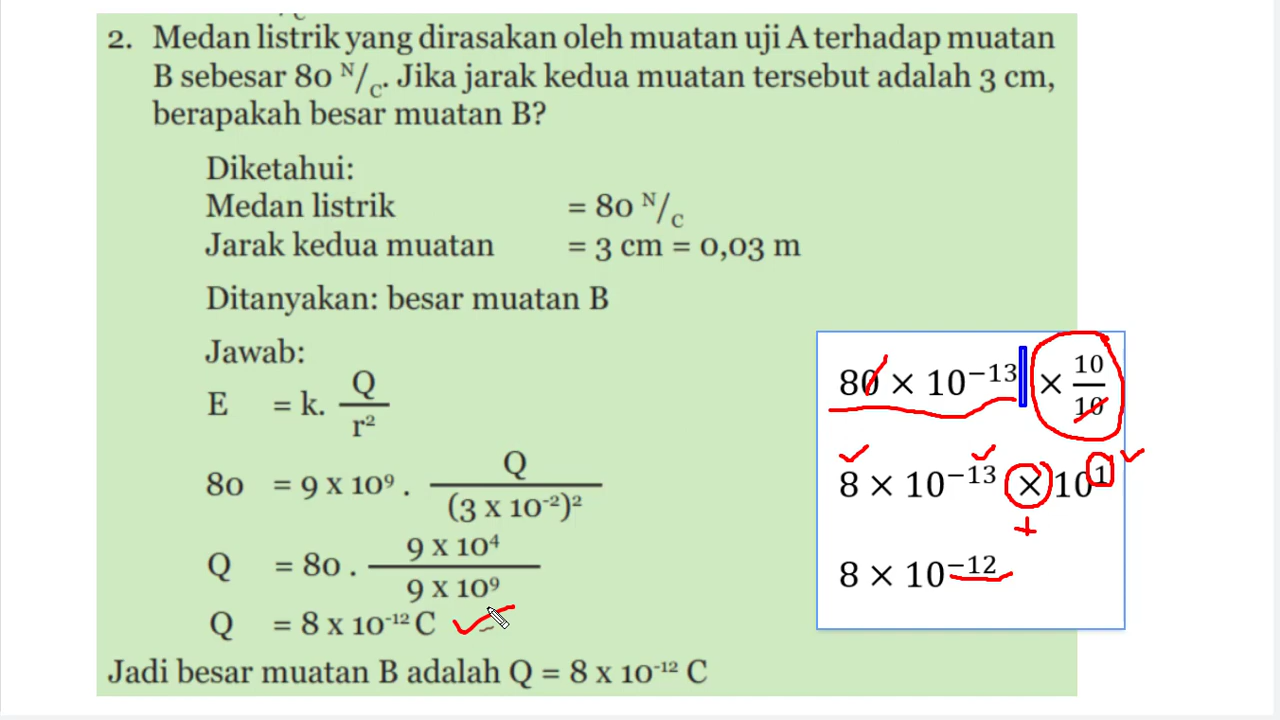 2. Medan listrik yang dirasakan oleh muatan uji A terhadap muatan
B sebesar 80 N/C. Jika jarak kedua muatan tersebut adalah 3 cm,
berapakah besar muatan B?
Diketahui:
Medan listrik = 80 N/C
Jarak kedua muatan = 3 cm = 0,03 m
Ditanyakan: besar muatan B
Jawab:
E = k. Q/r²
80 = 9 x 10⁹ . Q/(3 x 10⁻²)²
Q = 80 . 9 x 10⁴/9 x 10⁹
Q = 8 x 10⁻¹² C
Jadi besar muatan B adalah Q = 8 x 10⁻¹² C
80 × 10⁻¹³ × 10/10
8 × 10⁻¹³ × 10¹
+
8 × 10⁻¹²